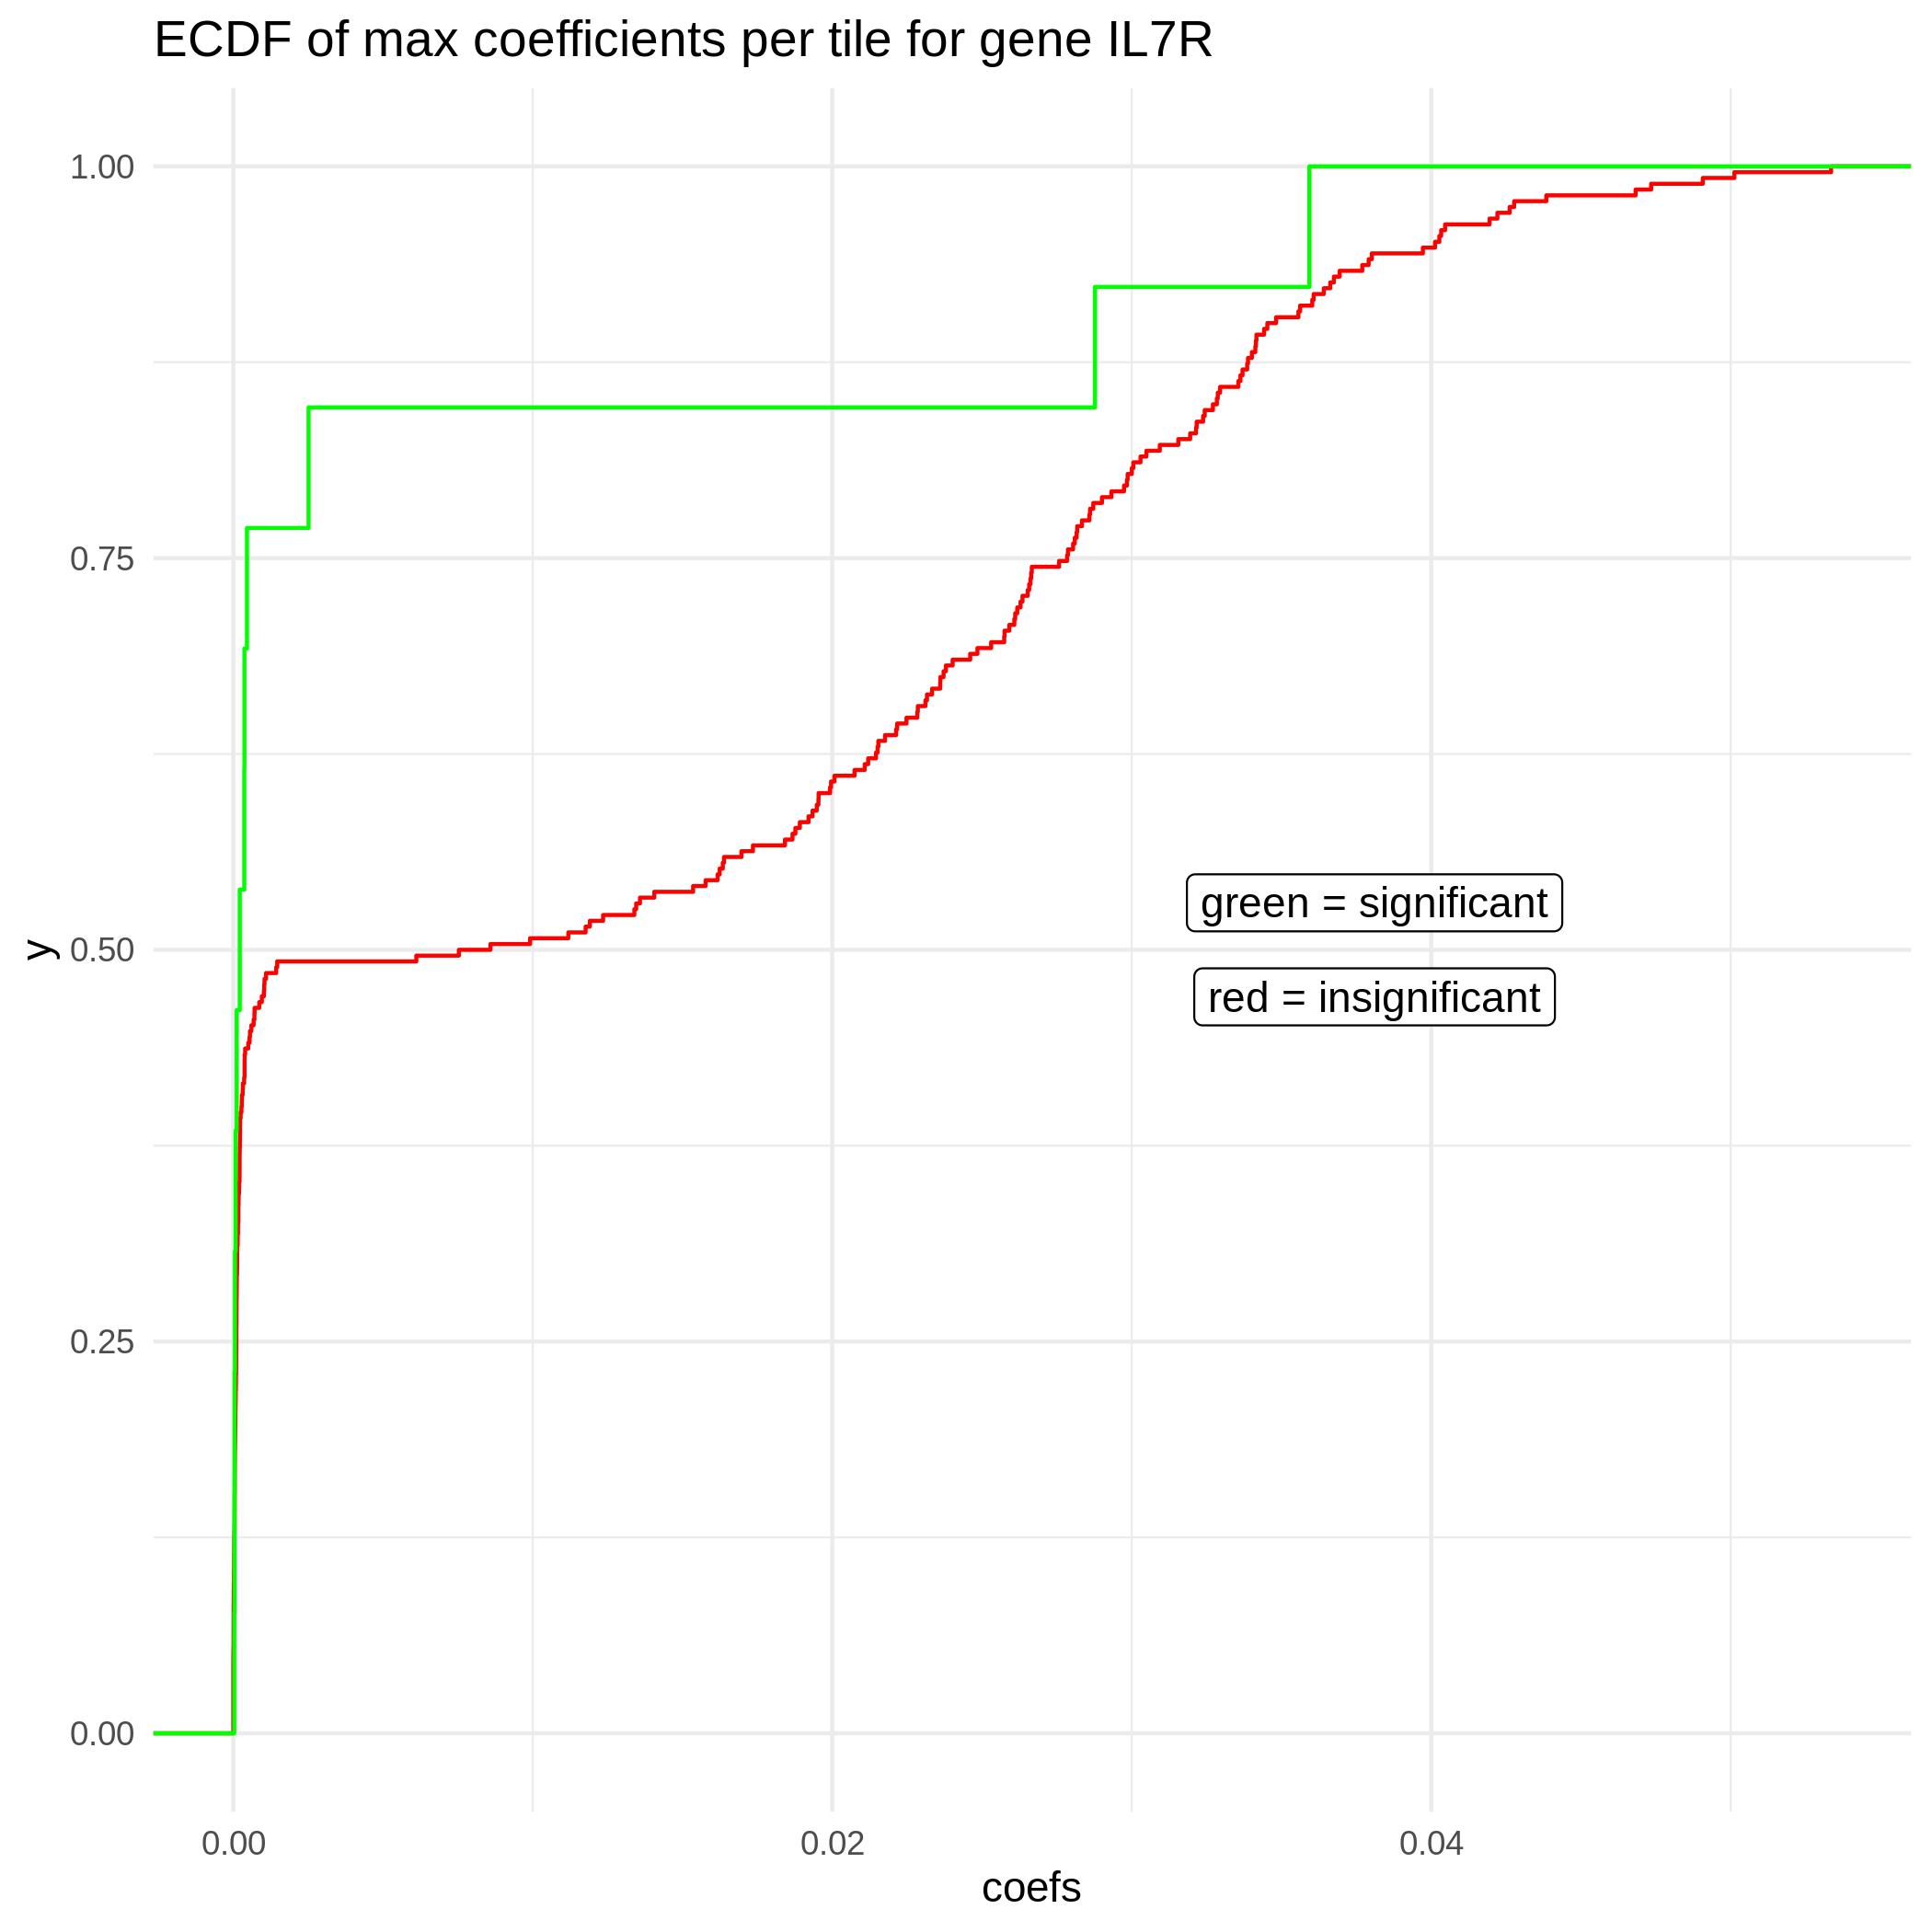 ECDF of max coefficients per tile for gene IL7R
1.00
0.75
0.50
0.25
0.00
y
green = significant
red = insignificant
0.00 0.02 0.04
coefs